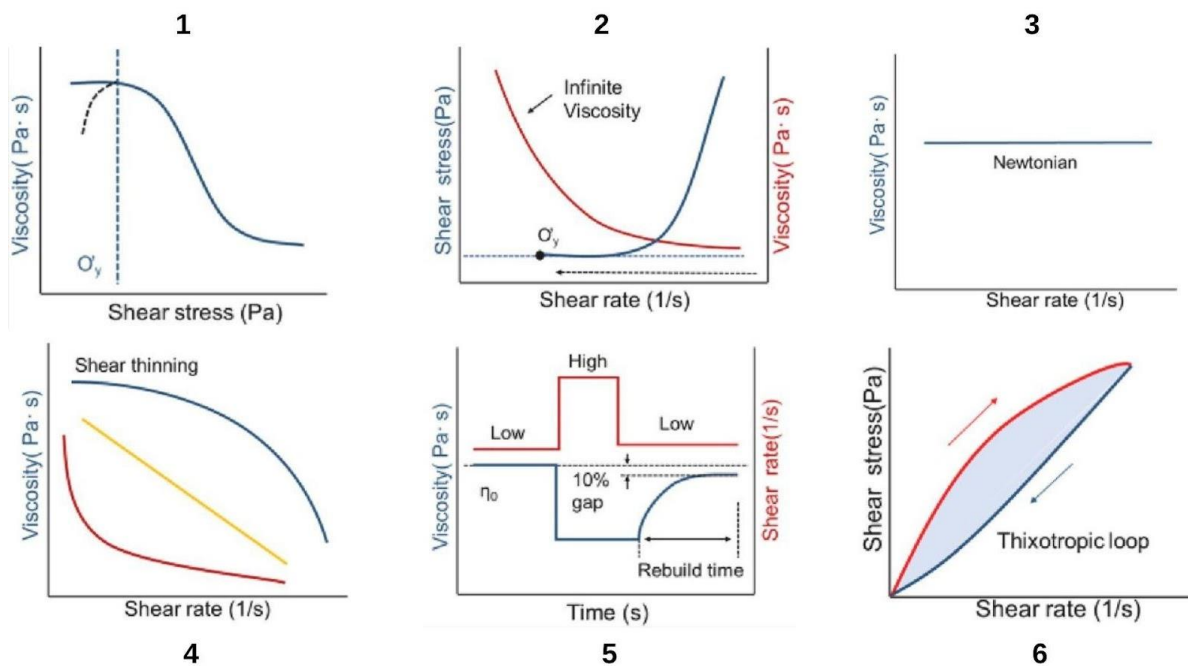 1
2
3
Viscosity( Pa· s)
σy
Shear stress (Pa)
Shear stress(Pa)
Infinite
Viscosity
σy
Viscosity( Pa· s)
Shear rate (1/s)
Viscosity( Pa· s)
Newtonian
Shear rate (1/s)
Viscosity( Pa· s)
Shear thinning
Shear rate (1/s)
Viscosity( Pa· s)
High
Low
Low
η0
10%
gap
Rebuild time
Shear rate(1/s)
Time (s)
Shear stress(Pa)
Thixotropic loop
Shear rate (1/s)
4
5
6